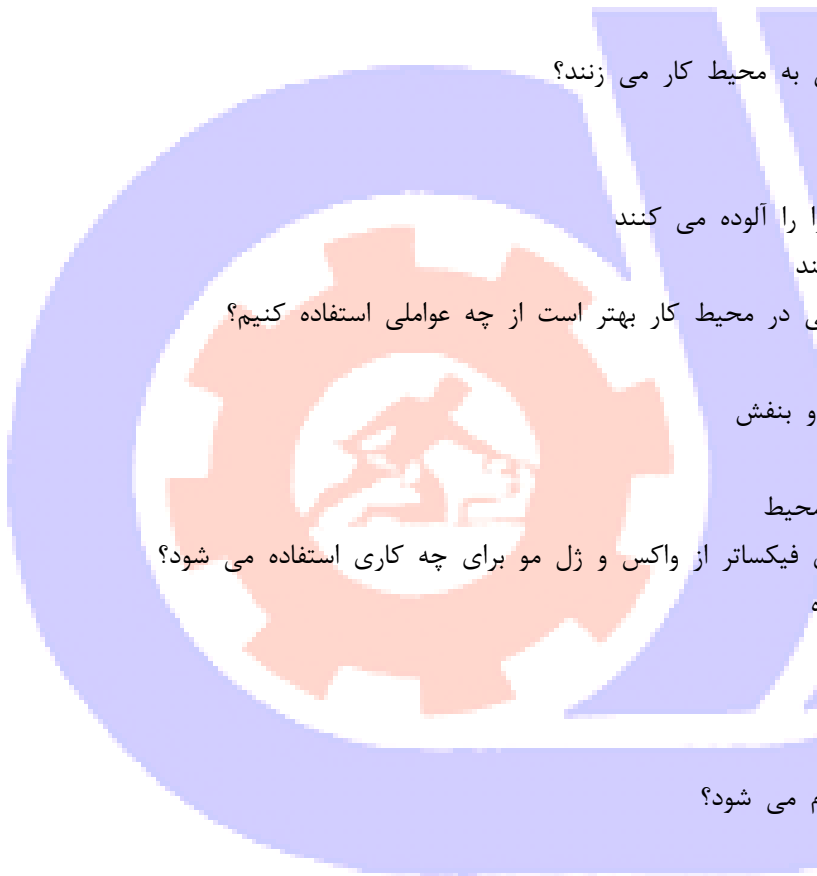 به محیط کار می زنند؟
را آلوده می کنند
در محیط کار بهتر است از چه عواملی استفاده کنیم؟
و بنفش
محیط
فیکساتر از واکس و ژل مو برای چه کاری استفاده می شود؟
می شود؟